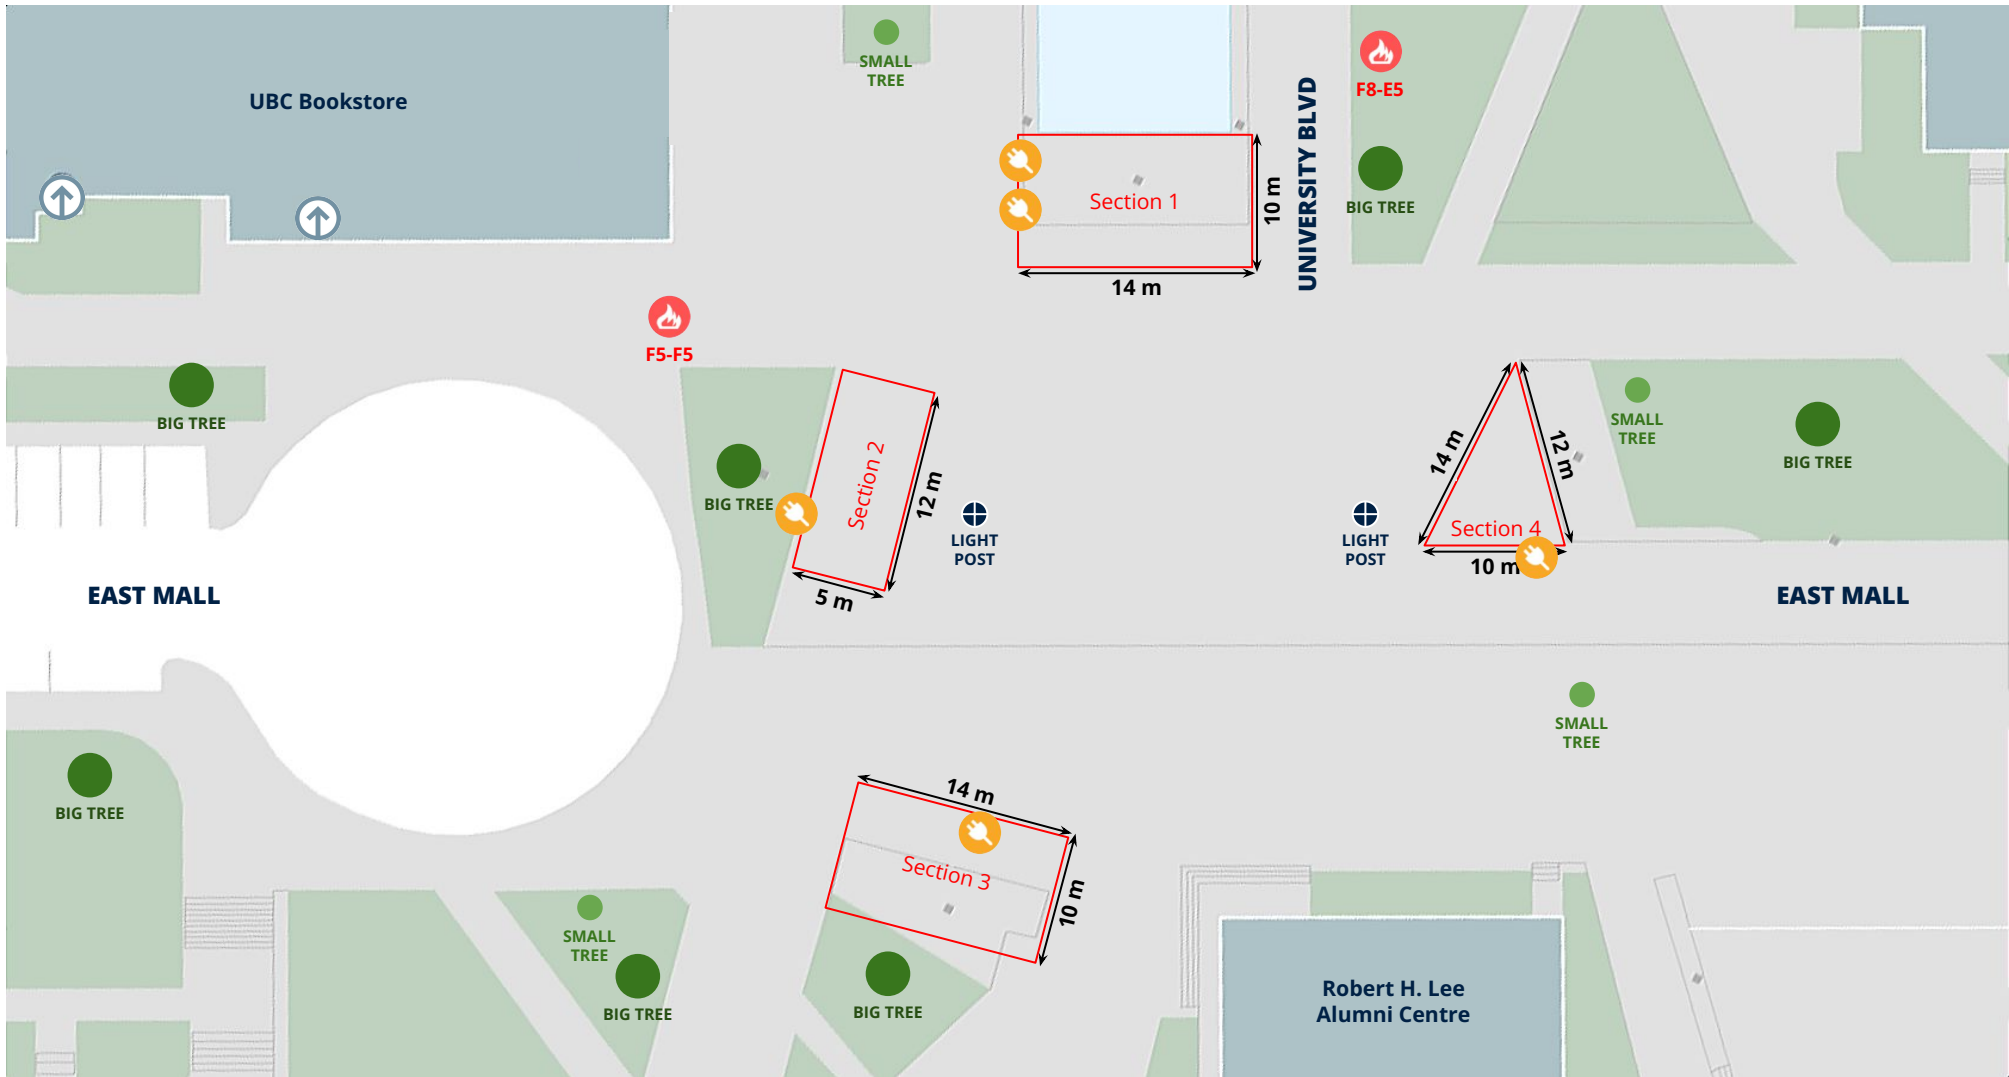 SMALL
TREE
UBC Bookstore
F8-E5
UNIVERSITY BLVD
Section 1
10 m
BIG TREE
14 m
F5-F5
BIG TREE
BIG TREE
Section 2
12 m
5 m
LIGHT
POST
LIGHT
POST
14 m
12 m
Section 4
10 m
SMALL
TREE
BIG TREE
EAST MALL
EAST MALL
SMALL
TREE
BIG TREE
14 m
Section 3
10 m
SMALL
TREE
BIG TREE
BIG TREE
Robert H. Lee
Alumni Centre